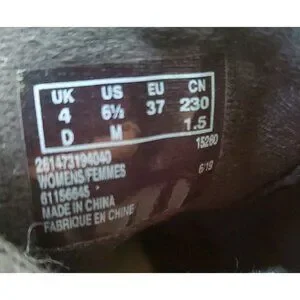 UK US EU CN
4 6½ 37 230
D M 1.5
15260
261473194040 6/19
WOMENS/FEMMES
61156645
MADE IN CHINA
FABRIQUE EN CHINE